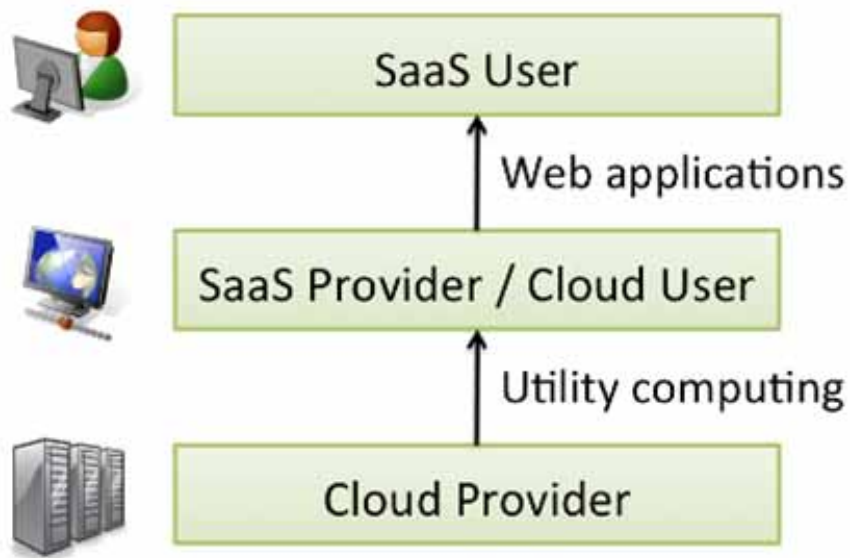 SaaS User
Web applications
SaaS Provider / Cloud User
Utility computing
Cloud Provider